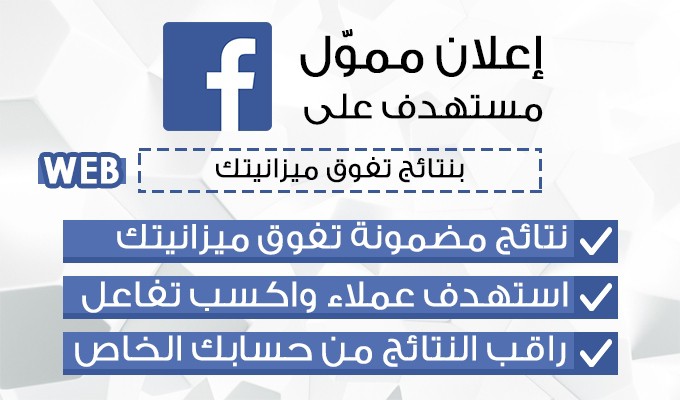 إعلان مموّل
مستهدف على
f
بنتائج تفوق ميزانيتك
WEB
نتائج مضمونة تفوق ميزانيتك
استهدف عملاء واكسب تفاعل
راقب النتائج من حسابك الخاص